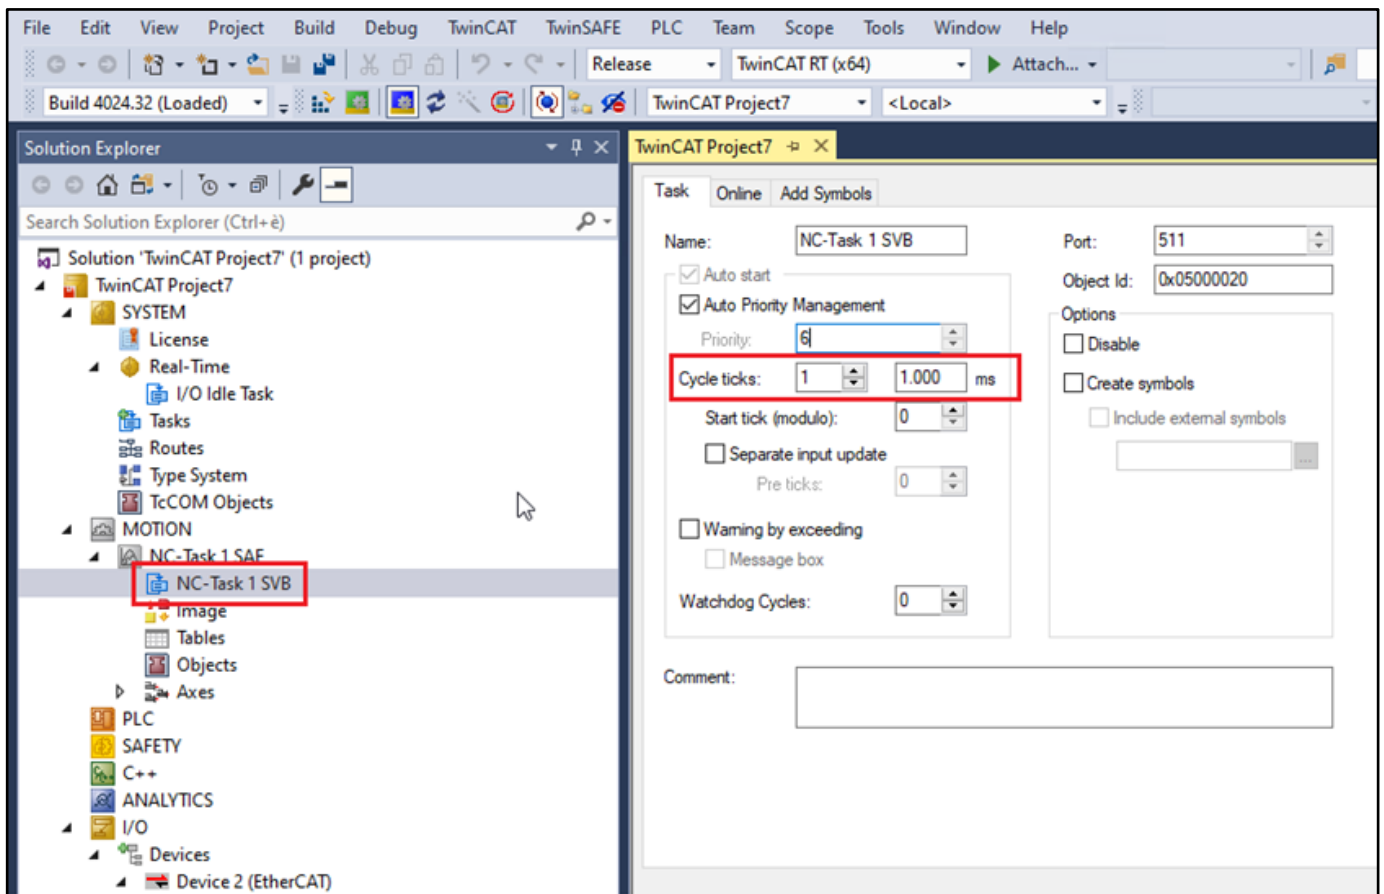 File Edit View Project Build Debug TwinCAT TwinSAFE PLC Team Scope Tools Window Help
Release TwinCAT RT (x64) Attach...
Build 4024.32 (Loaded) TwinCAT Project7 <Local>
Solution Explorer
Search Solution Explorer (Ctrl+è)
Solution 'TwinCAT Project7' (1 project)
TwinCAT Project7
SYSTEM
License
Real-Time
I/O Idle Task
Tasks
Routes
Type System
TcCOM Objects
MOTION
NC-Task 1 SAF
NC-Task 1 SVB
Image
Tables
Objects
Axes
PLC
SAFETY
C++
ANALYTICS
I/O
Devices
Device 2 (EtherCAT)
TwinCAT Project7
Task Online Add Symbols
Name: NC-Task 1 SVB
Auto start
Auto Priority Management
Priority: 6
Cycle ticks: 1 1.000 ms
Start tick (modulo): 0
Separate input update
Pre ticks: 0
Warning by exceeding
Message box
Watchdog Cycles: 0
Port: 511
Object Id: 0x05000020
Options
Disable
Create symbols
Include external symbols
...
Comment: